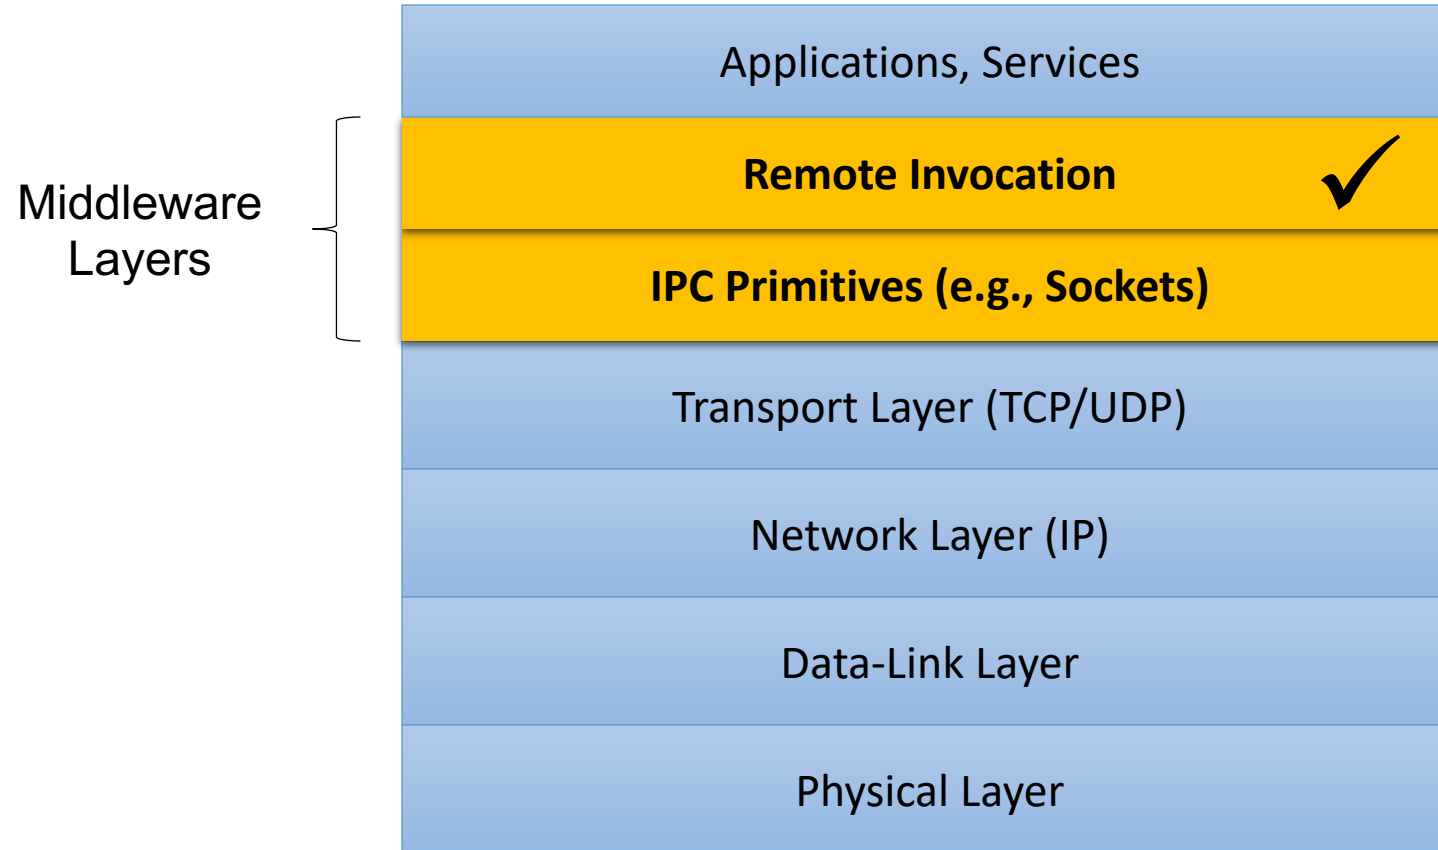 Applications, Services
Middleware
Layers
Remote Invocation
IPC Primitives (e.g., Sockets)
Transport Layer (TCP/UDP)
Network Layer (IP)
Data-Link Layer
Physical Layer